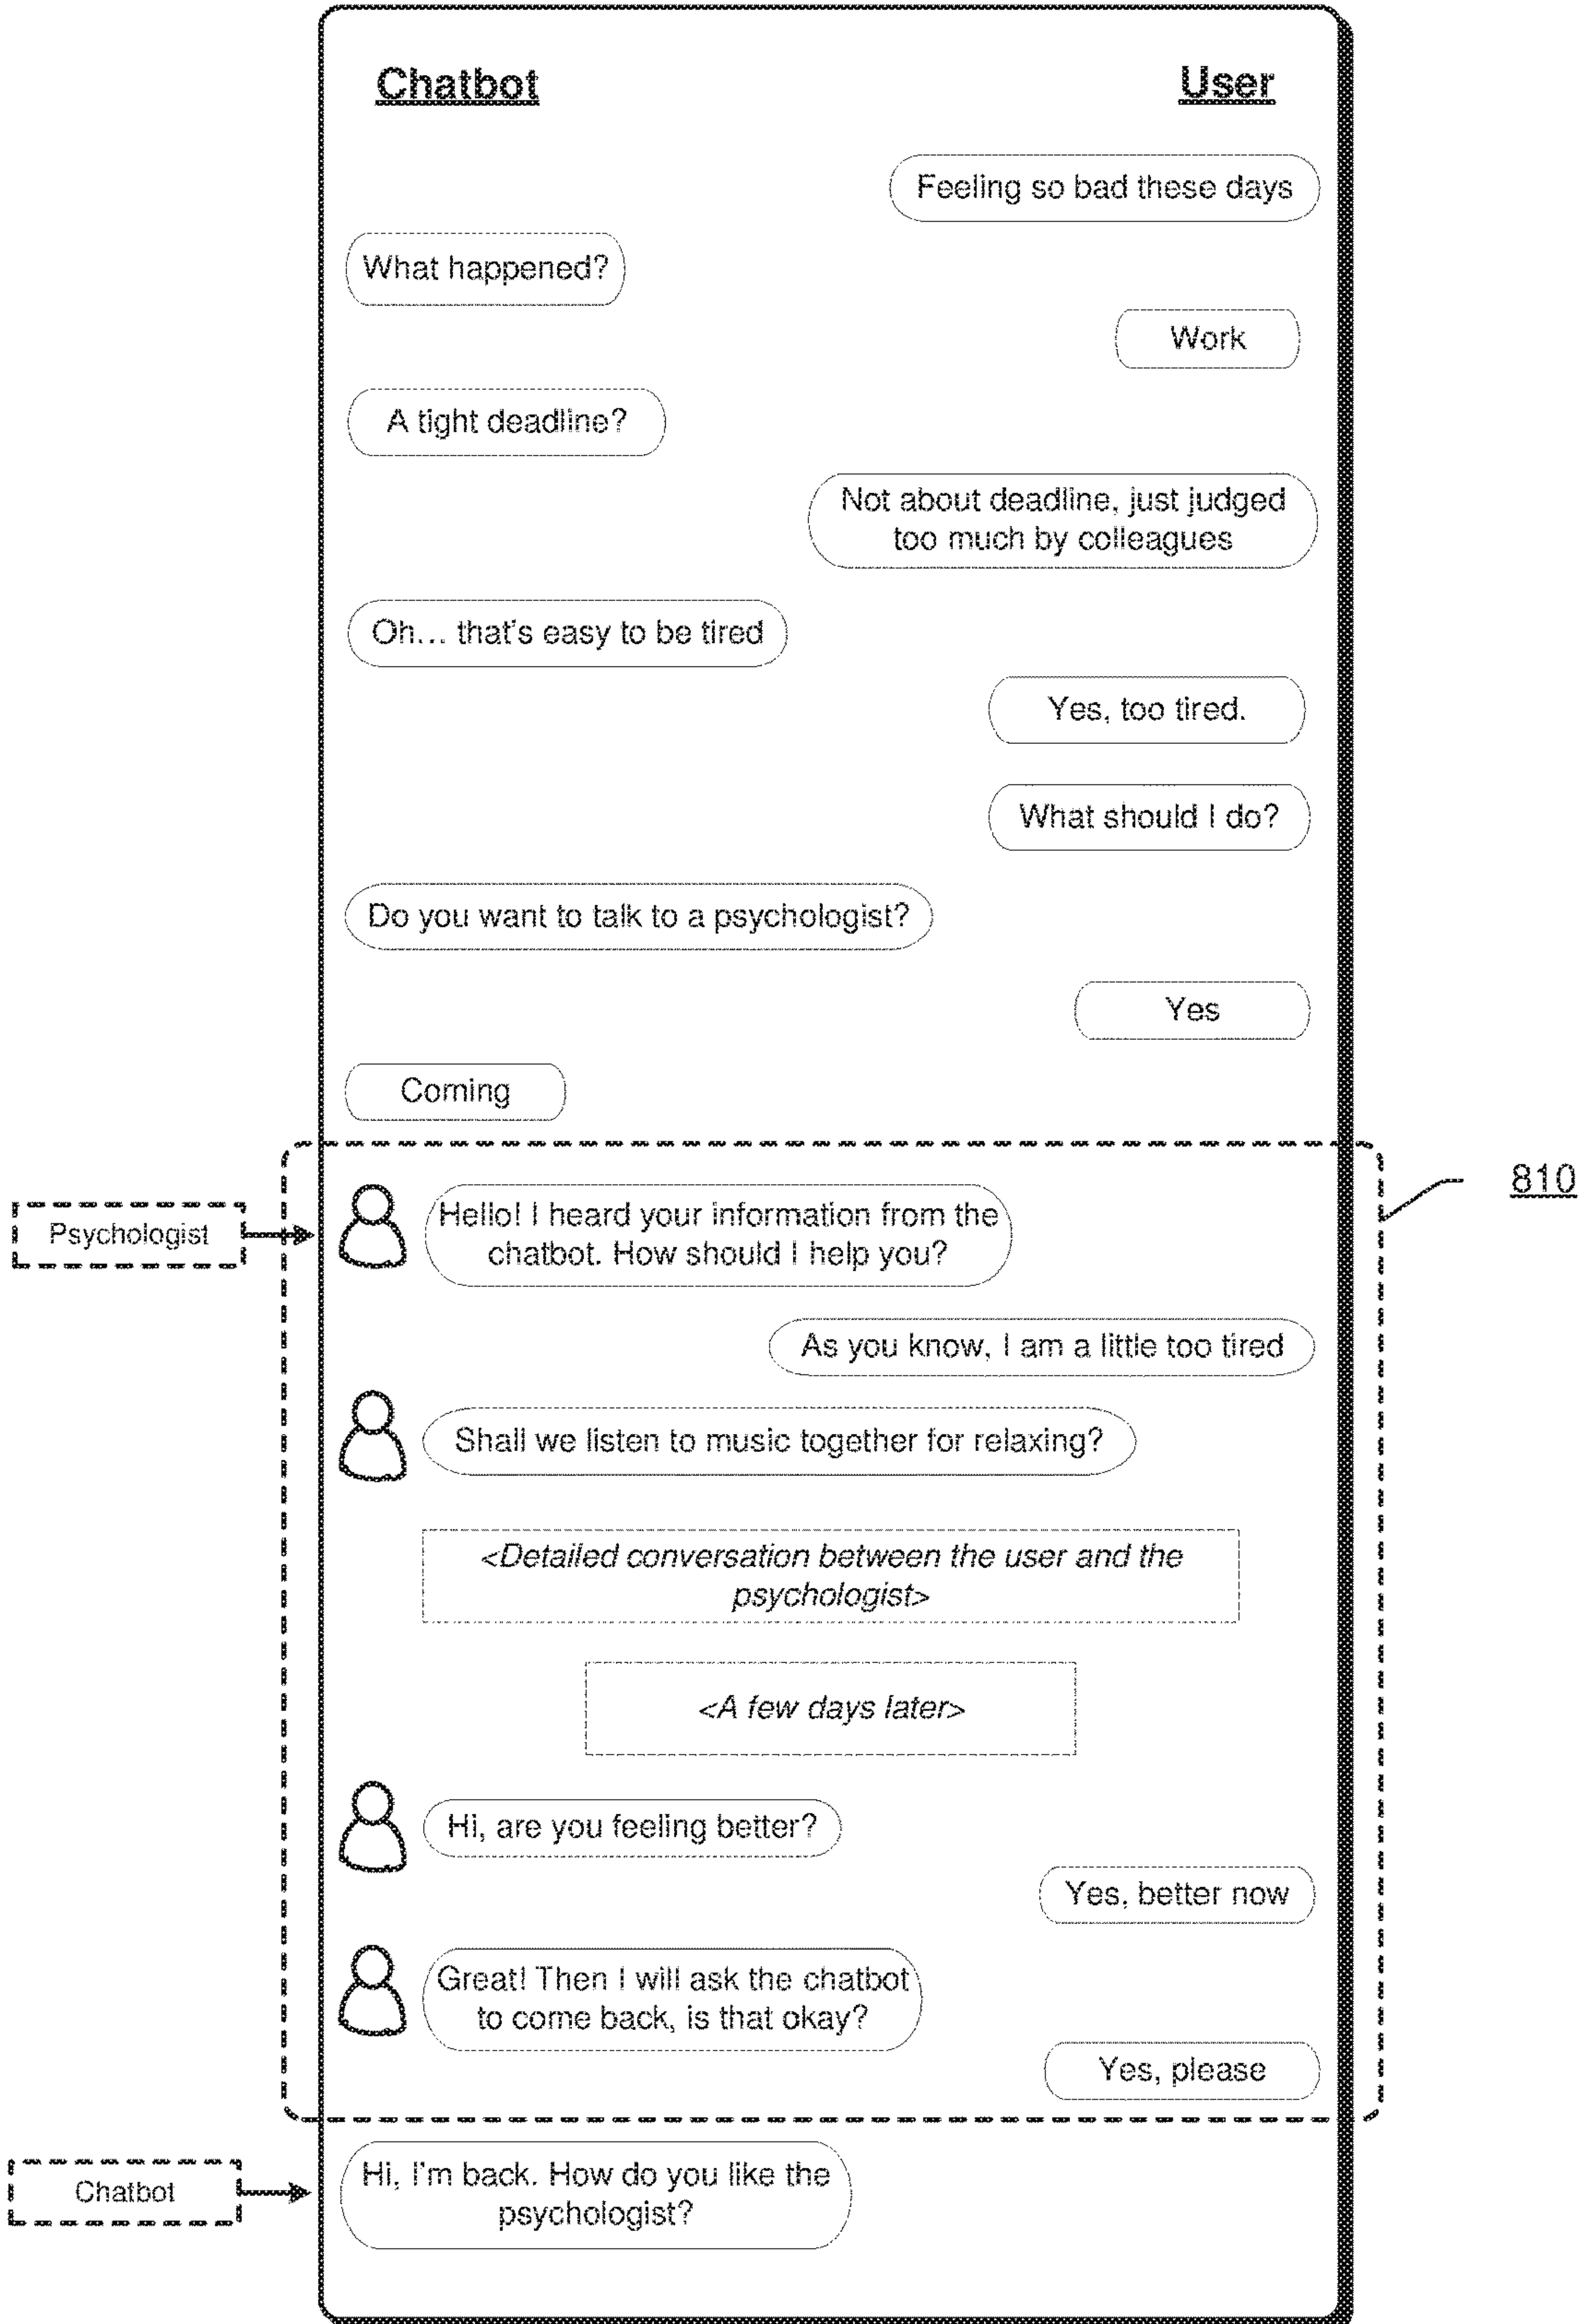 Chatbot
User
Feeling so bad these days
What happened?
Work
A tight deadline?
Not about deadline, just judged
too much by colleagues
Oh... that's easy to be tired
Yes, too tired.
What should I do?
Do you want to talk to a psychologist?
Yes
Coming
810
Psychologist
Hello! I heard your information from the
chatbot. How should I help you?
As you know, I am a little too tired
Shall we listen to music together for relaxing?
<Detailed conversation between the user and the
psychologist>
<A few days later>
Hi, are you feeling better?
Yes, better now
Great! Then I will ask the chatbot
to come back, is that okay?
Yes, please
Chatbot
Hi, I'm back. How do you like the
psychologist?